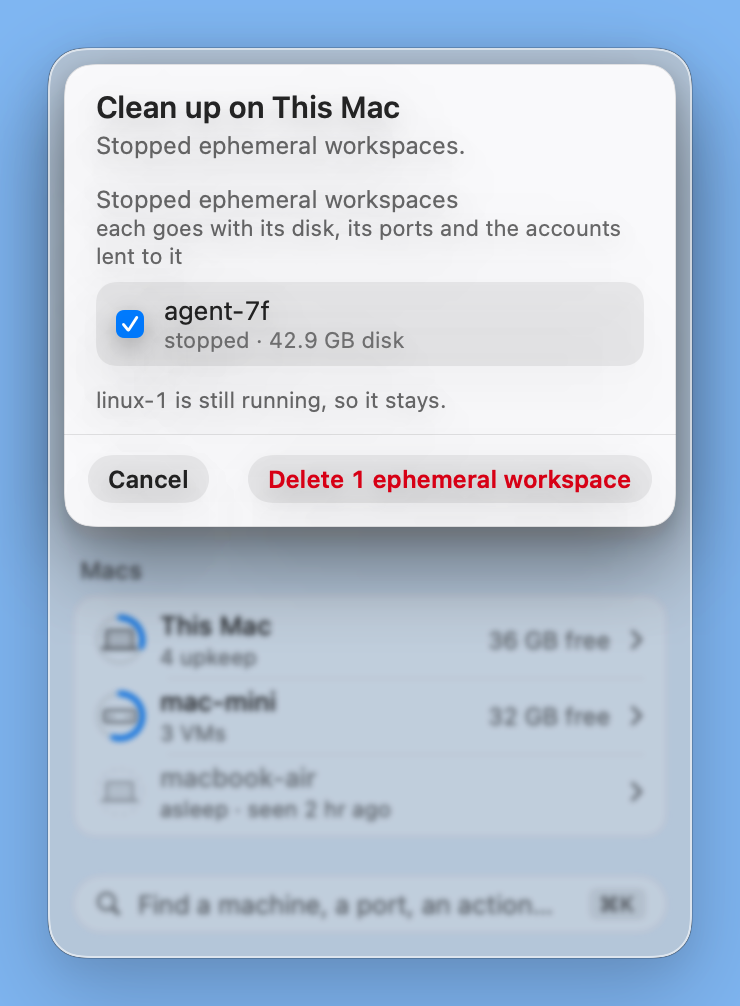 Clean up on This Mac
Stopped ephemeral workspaces.
Stopped ephemeral workspaces
each goes with its disk, its ports and the accounts
lent to it
agent-7f
stopped · 42.9 GB disk
linux-1 is still running, so it stays.
Cancel
Delete 1 ephemeral workspace
Macs
This Mac
36 GB free
4 upkeep
mac-mini
32 GB free
3 VMs
macbook-air
asleep · seen 2 hr ago
Find a machine, a port, an action...
⌘K